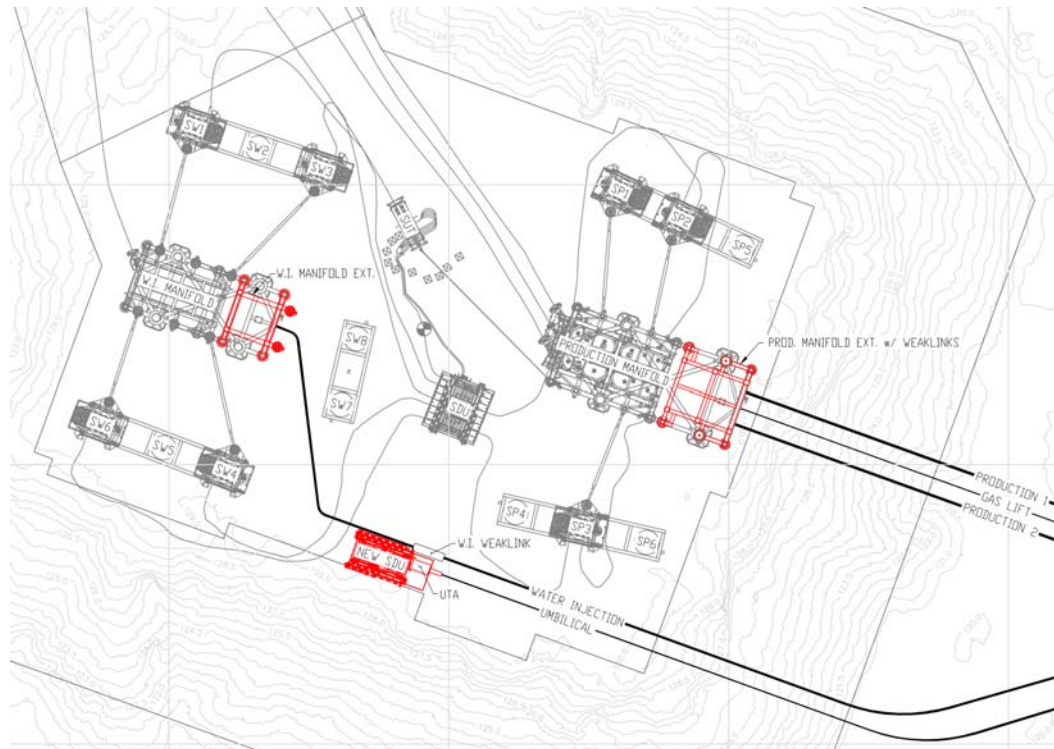 SW1
SW2
SW3
W.I. MANIFOLD EXT.
W.I. MANIFOLD
SUT
SP1
SP2
SP5
PROD. MANIFOLD EXT. w/ WEAKLINKS
PRODUCTION MANIFOLD
SW8
SW7
SDU
SW6
SW5
SW4
SP4
SP3
SP6
PRODUCTION 1
GAS LIFT
PRODUCTION 2
W.I. WEAKLINK
NEW SDU
UTA
WATER INJECTION
UMBILICAL